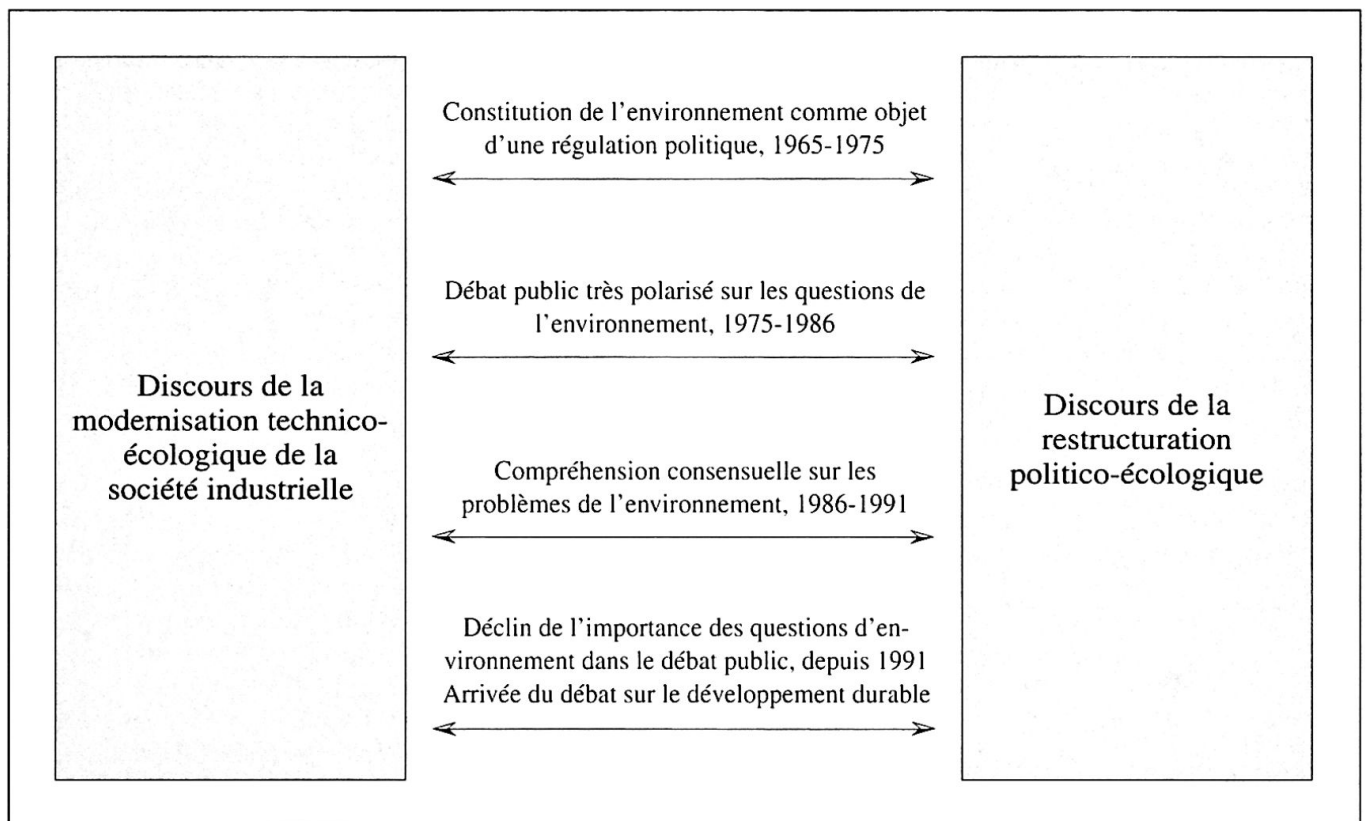 Constitution de l'environnement comme objet
d'une régulation politique, 1965-1975
Débat public très polarisé sur les questions de
l'environnement, 1975-1986
Discours de la
modernisation technico-
écologique de la
société industrielle
Discours de la
restructuration
politico-écologique
Compréhension consensuelle sur les
problèmes de l'environnement, 1986-1991
Déclin de l'importance des questions d'en-
vironnement dans le débat public, depuis 1991
Arrivée du débat sur le développement durable